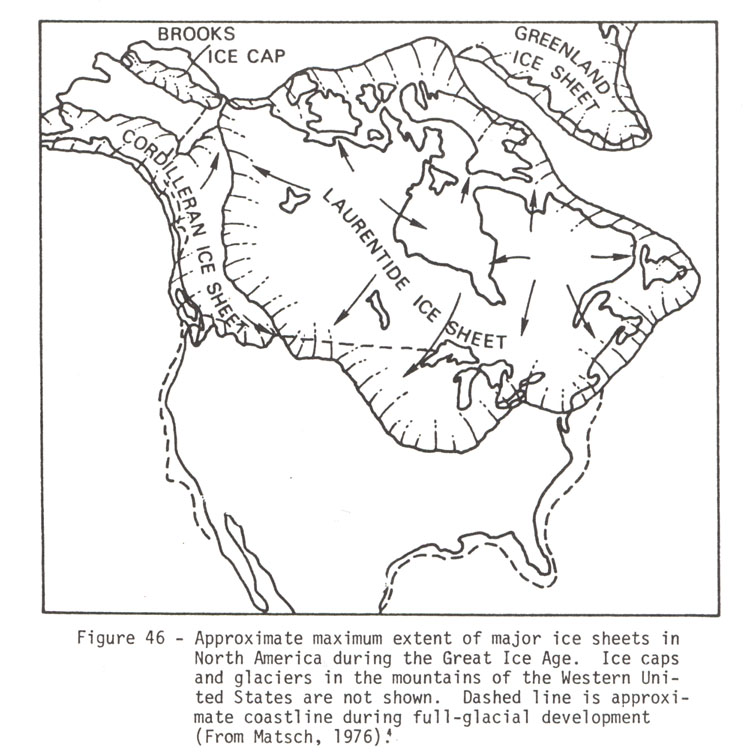 BROOKS
ICE CAP
GREENLAND
ICE SHEET
CORDILLERAN ICE SHEET
LAURENTIDE ICE SHEET
Figure 46 - Approximate maximum extent of major ice sheets in
North America during the Great Ice Age. Ice caps
and glaciers in the mountains of the Western Uni-
ted States are not shown. Dashed line is approxi-
mate coastline during full-glacial development
(From Matsch, 1976).4